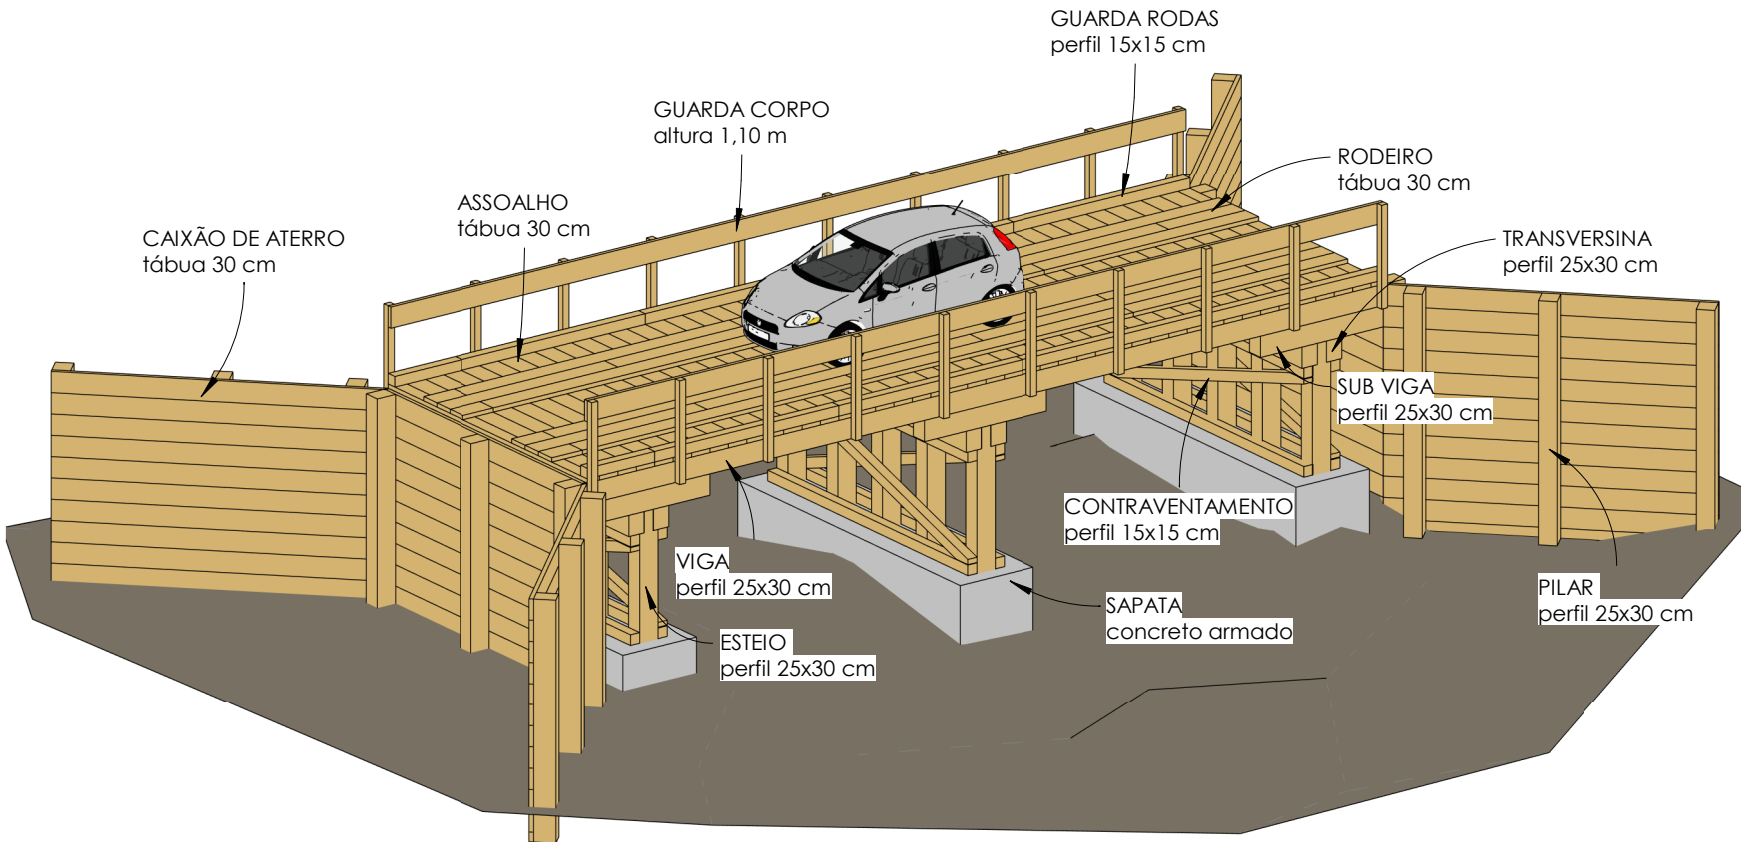 GUARDA RODAS
perfil 15x15 cm
GUARDA CORPO
altura 1,10 m
RODEIRO
tábua 30 cm
ASSOALHO
tábua 30 cm
CAIXÃO DE ATERRO
tábua 30 cm
TRANSVERSINA
perfil 25x30 cm
SUB VIGA
perfil 25x30 cm
CONTRAVENTAMENTO
perfil 15x15 cm
VIGA
perfil 25x30 cm
PILAR
perfil 25x30 cm
SAPATA
concreto armado
ESTEIO
perfil 25x30 cm